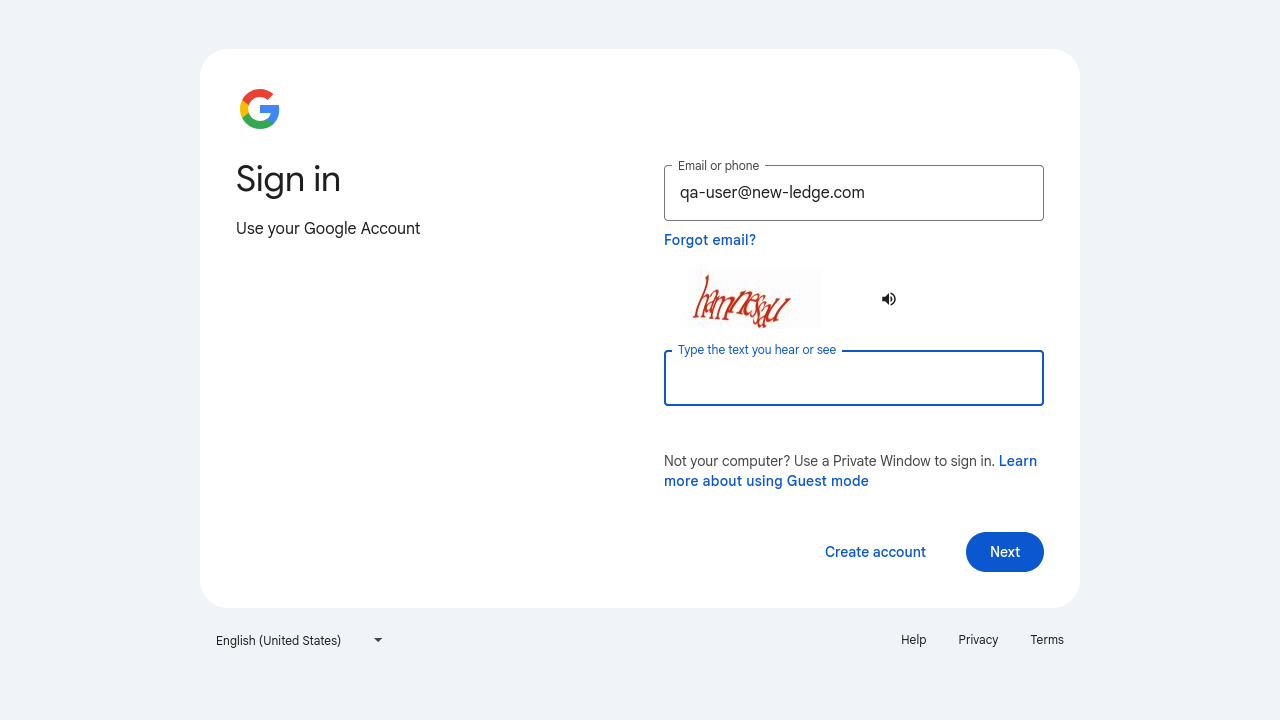 Sign in
Use your Google Account
Email or phone
qa-user@new-ledge.com
Forgot email?
Type the text you hear or see
Not your computer? Use a Private Window to sign in. Learn
more about using Guest mode
Create account
Next
English (United States)
Help
Privacy
Terms